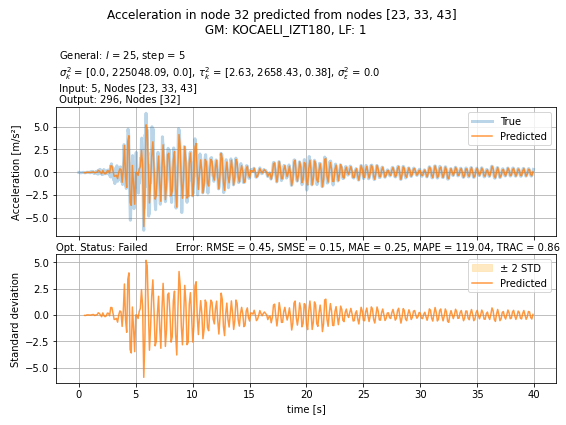 Acceleration in node 32 predicted from nodes [23, 33, 43]
GM: KOCAELI_IZT180, LF: 1
General: l = 25, step = 5
σ²ₖ = [0.0, 225048.09, 0.0], τ²ₖ = [2.63, 2658.43, 0.38], σ²ε = 0.0
Input: 5, Nodes [23, 33, 43]
Output: 296, Nodes [32]
Acceleration [m/s²]
5.0
2.5
0.0
−2.5
−5.0
True
Predicted
Opt. Status: Failed
Error: RMSE = 0.45, SMSE = 0.15, MAE = 0.25, MAPE = 119.04, TRAC = 0.86
Standard deviation
5.0
2.5
0.0
−2.5
−5.0
± 2 STD
Predicted
0 5 10 15 20 25 30 35 40
time [s]